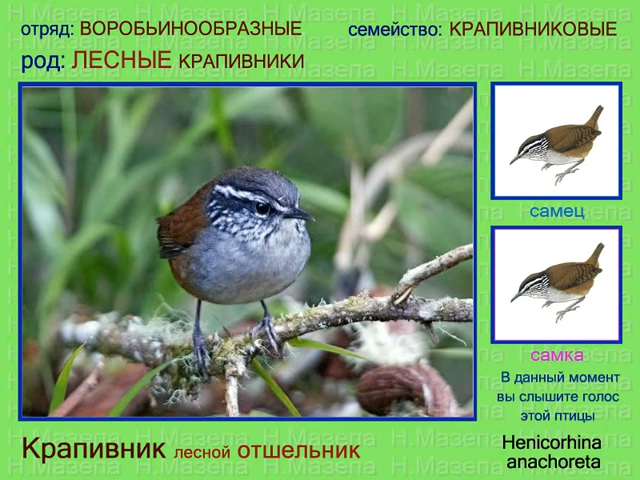 отряд: ВОРОБЬИНООБРАЗНЫЕ
семейство: КРАПИВНИКОВЫЕ
род: ЛЕСНЫЕ КРАПИВНИКИ
самец
самка
В данный момент
вы слышите голос
этой птицы
Крапивник лесной отшельник
Henicorhina
anachoreta
Н.Мазепа